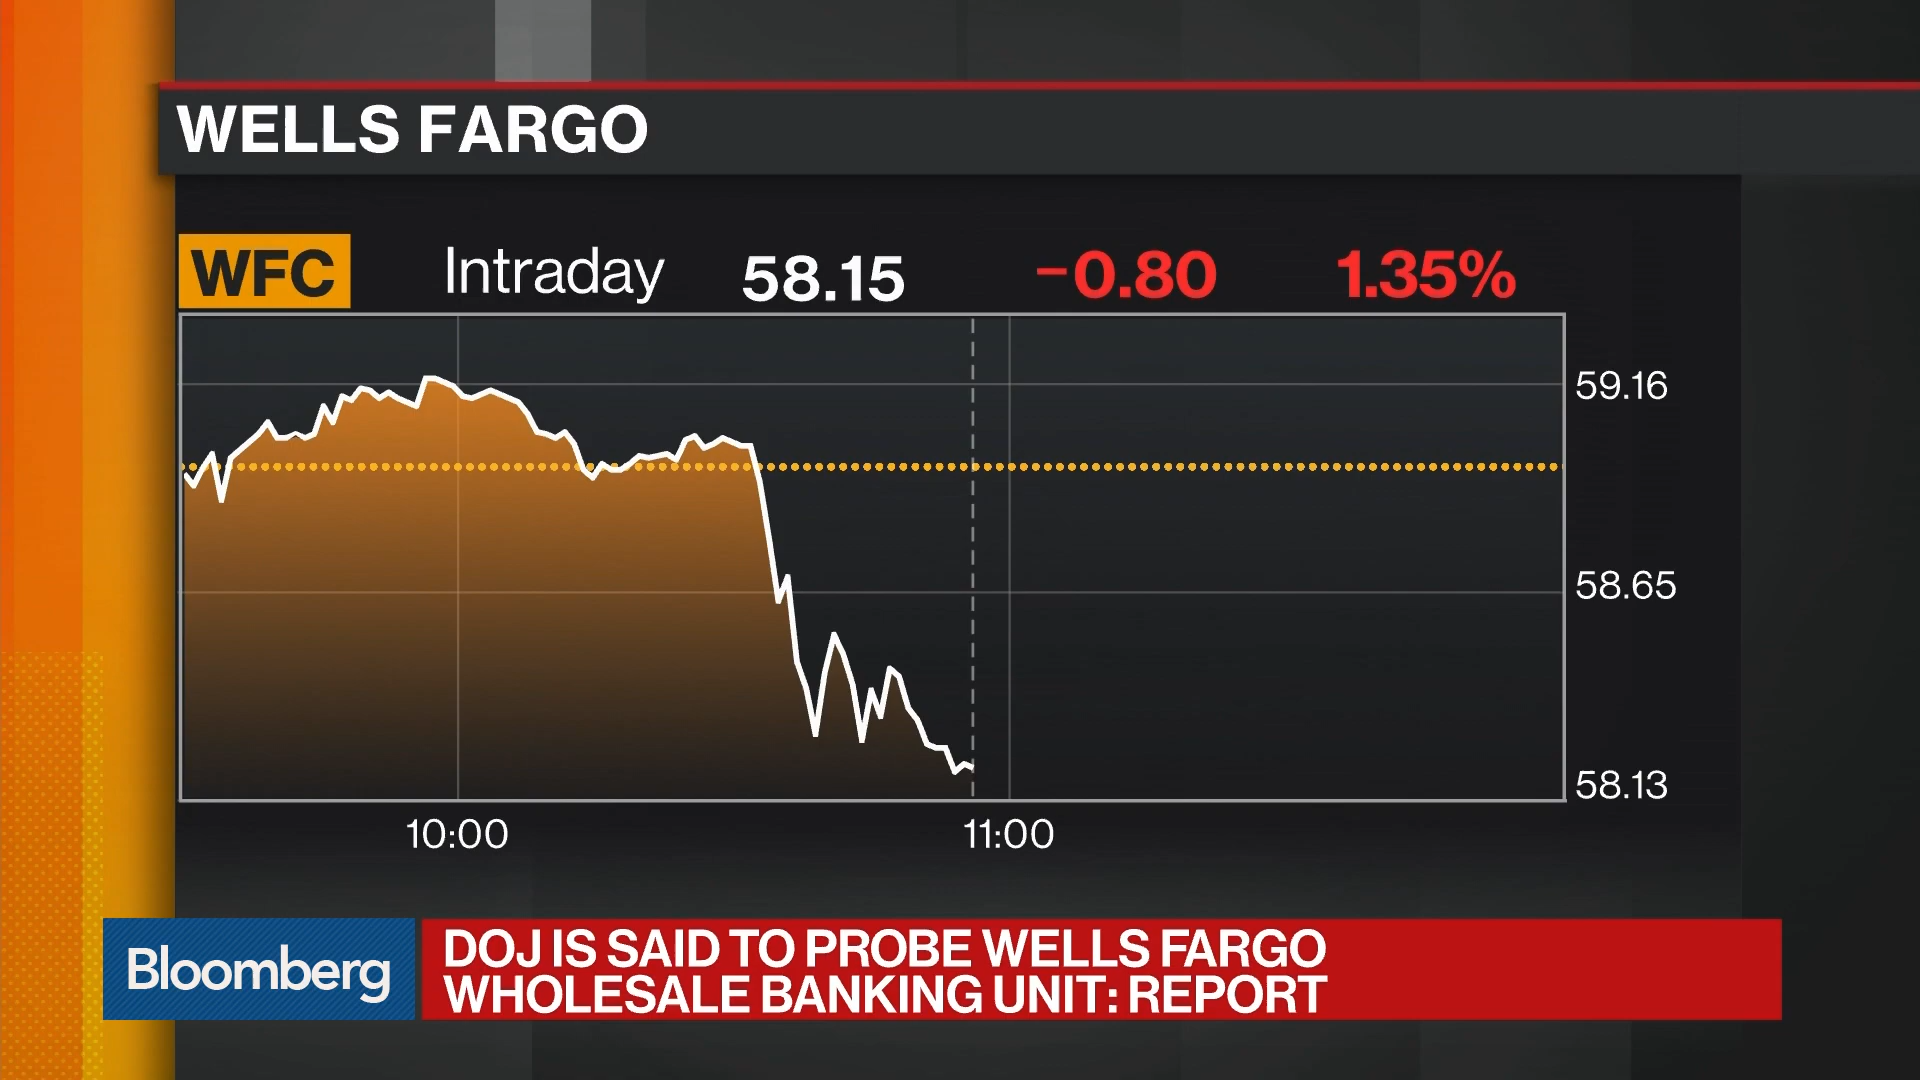 WELLS FARGO
WFC Intraday 58.15 −0.80 1.35%
59.16
58.65
58.13
10:00 11:00
Bloomberg
DOJ IS SAID TO PROBE WELLS FARGO
WHOLESALE BANKING UNIT: REPORT